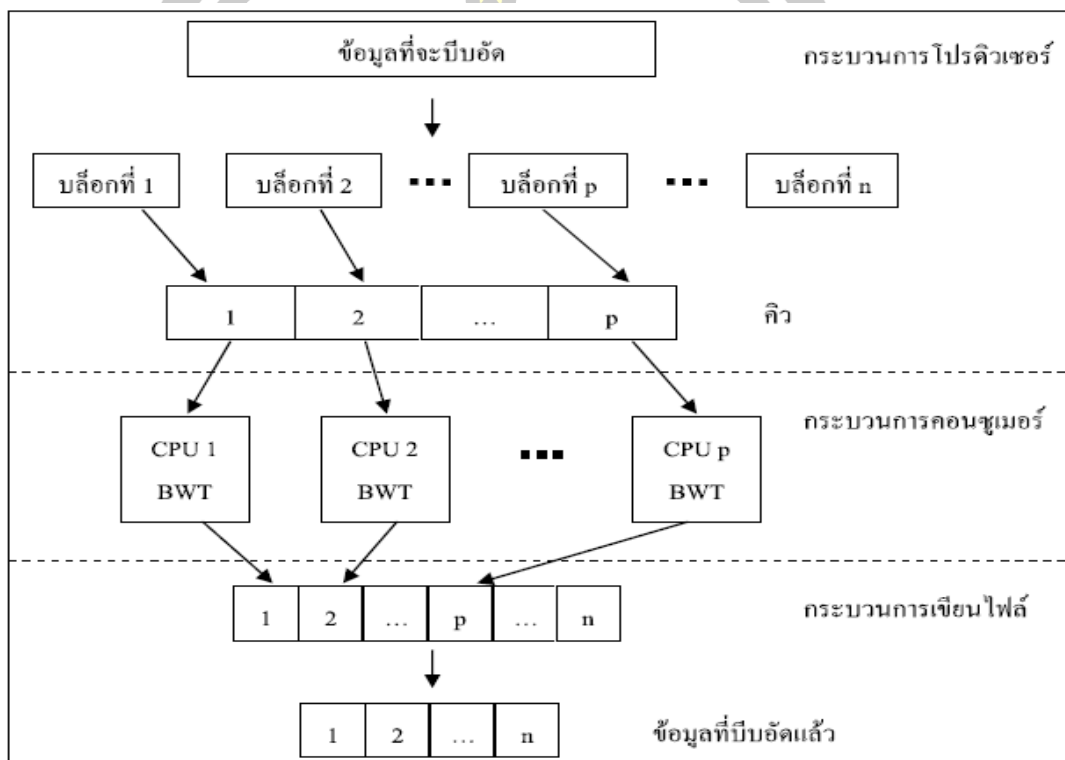 ข้อมูลที่จะบีบอัด
กระบวนการโปรดิวเซอร์
บล็อกที่ 1
บล็อกที่ 2
...
บล็อกที่ p
...
บล็อกที่ n
1
2
...
p
คิว
กระบวนการคอนซูเมอร์
CPU 1
BWT
CPU 2
BWT
...
CPU p
BWT
กระบวนการเขียนไฟล์
1
2
...
p
...
n
1
2
...
n
ข้อมูลที่บีบอัดแล้ว